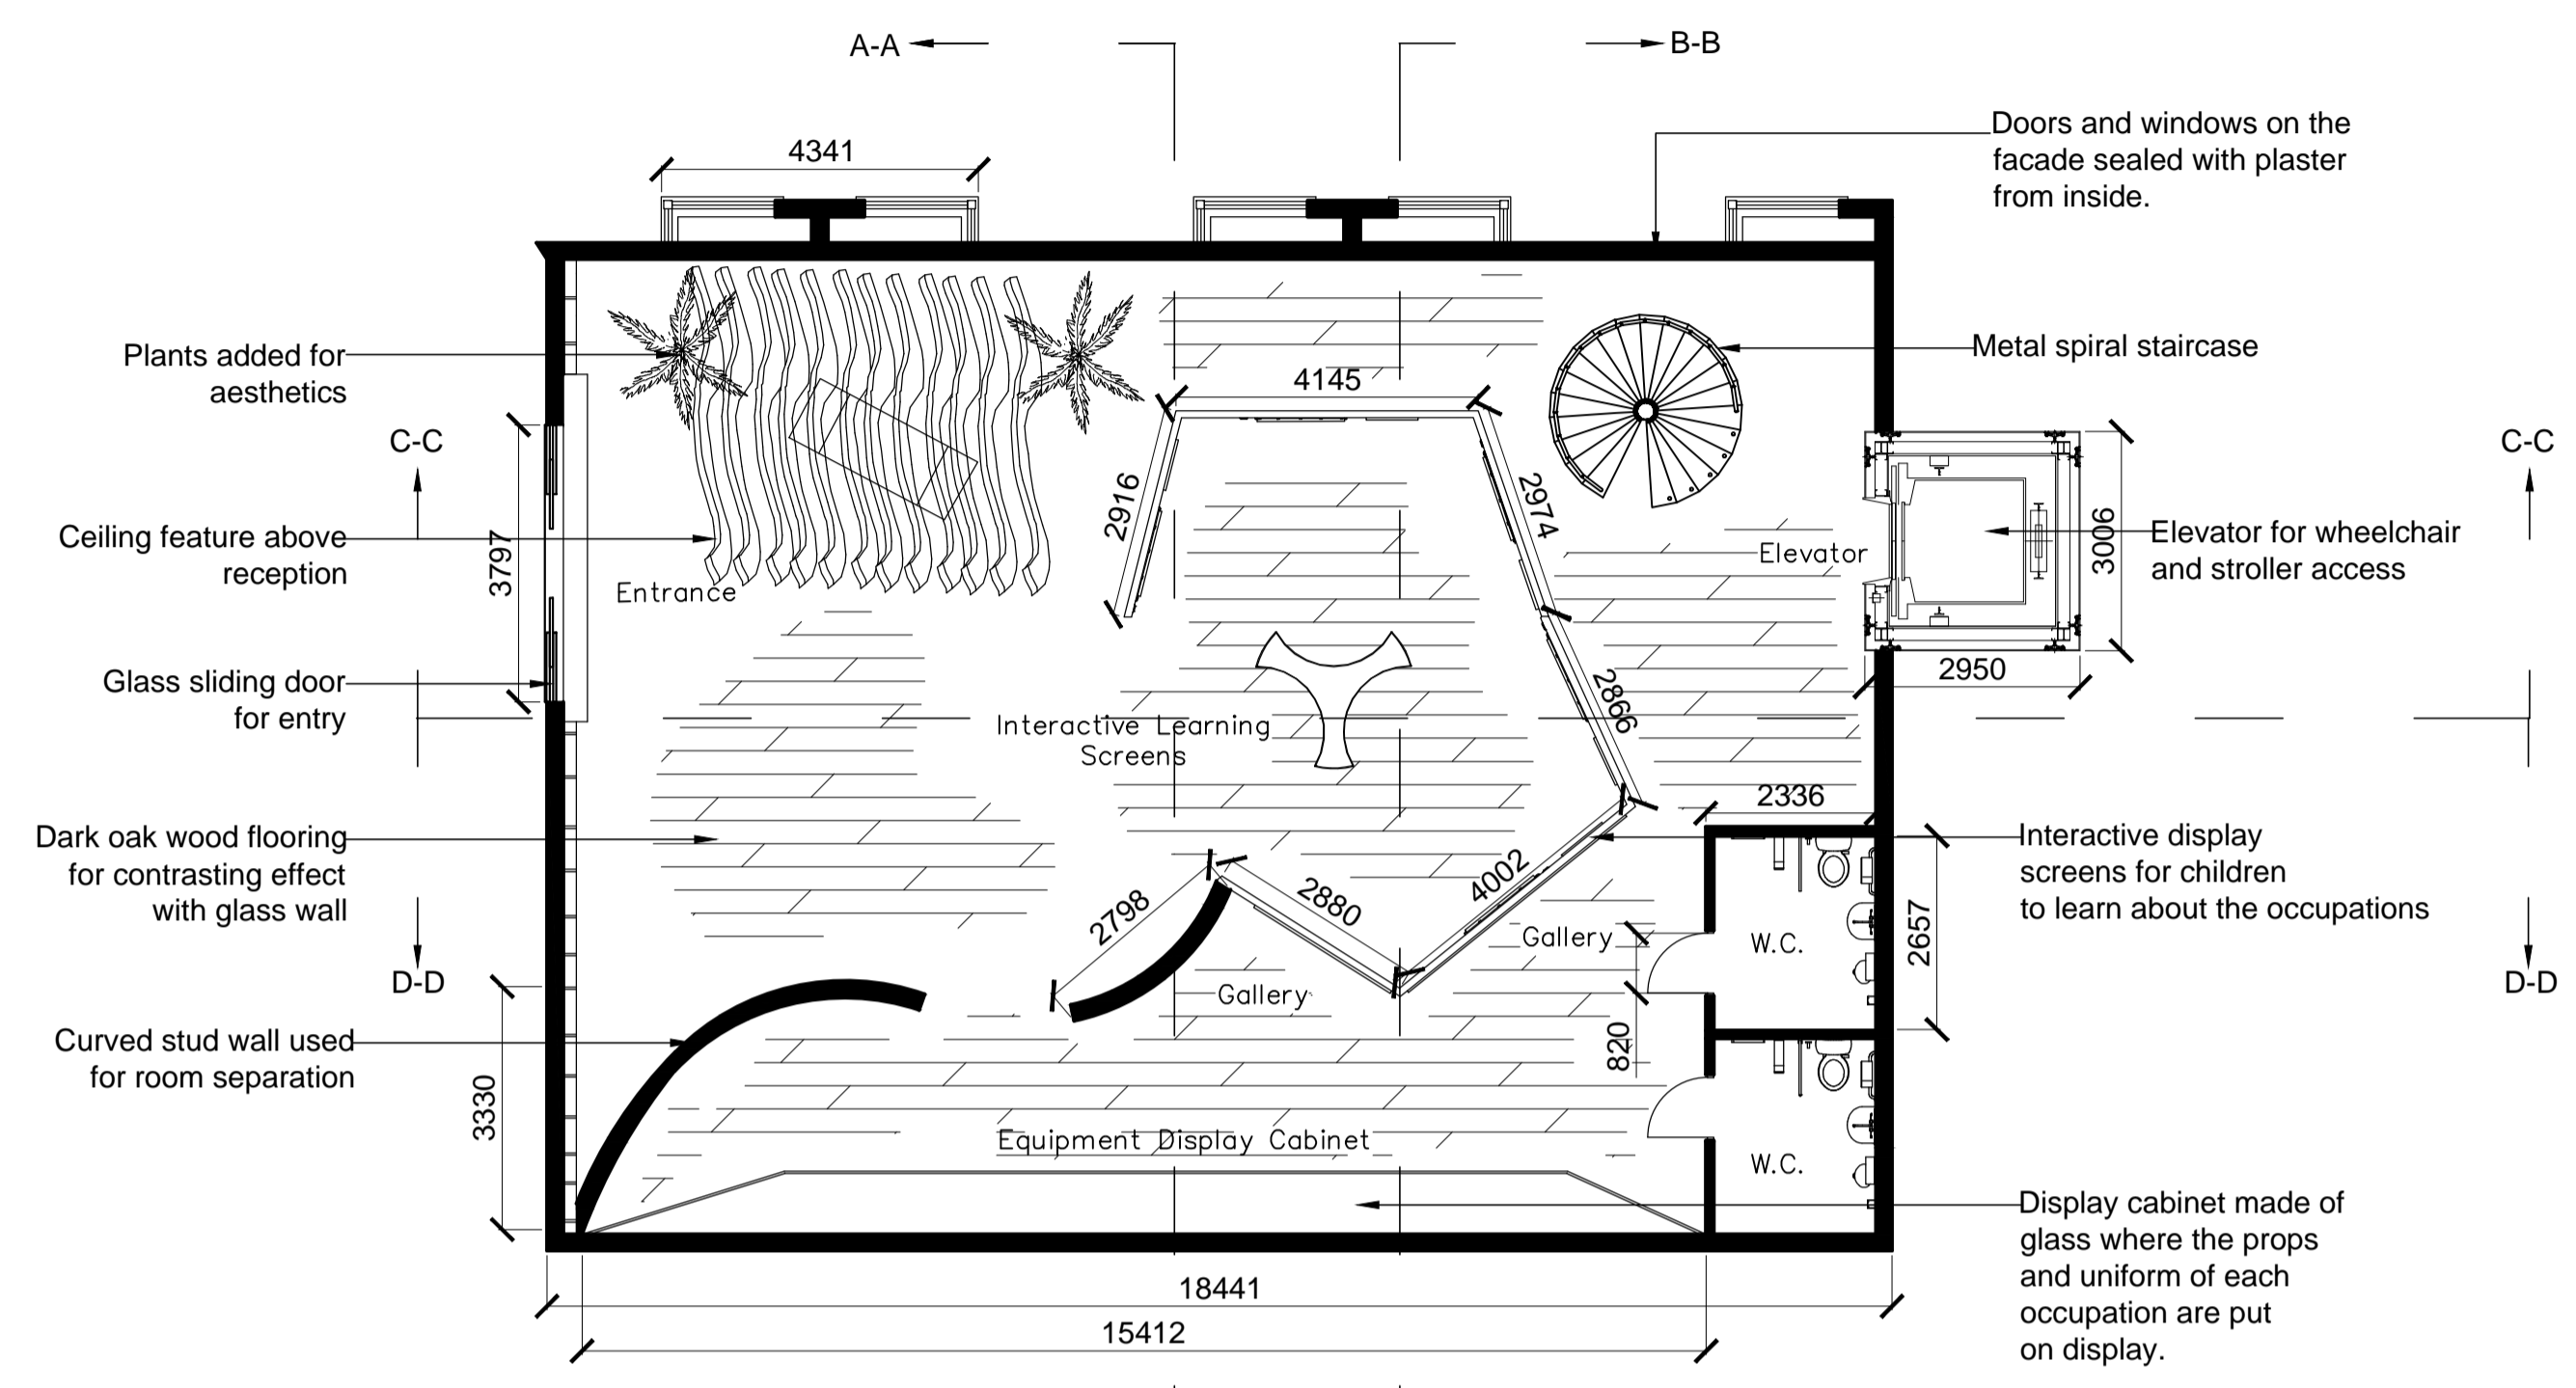 A-A
B-B
Doors and windows on the
facade sealed with plaster
from inside.
4341
Plants added for
aesthetics
Metal spiral staircase
4145
C-C
C-C
2916
2974
3797
3006
Ceiling feature above
reception
Elevator
Elevator for wheelchair
and stroller access
Entrance
Glass sliding door
for entry
2950
2866
Interactive Learning
Screens
2336
Dark oak wood flooring
for contrasting effect
with glass wall
Interactive display
screens for children
to learn about the occupations
2798
2880
4002
2657
Gallery
W.C.
D-D
D-D
Gallery
820
Curved stud wall used
for room separation
3330
Equipment Display Cabinet
W.C.
Display cabinet made of
glass where the props
and uniform of each
occupation are put
on display.
18441
15412